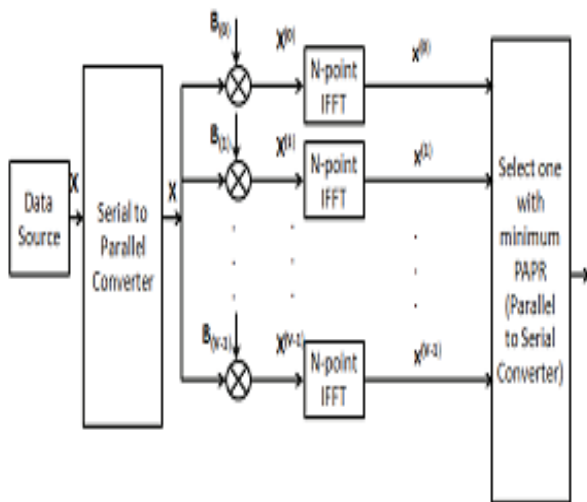 B(0)
X(0)
x(0)
N-point
IFFT
B(1)
X(1)
x(1)
N-point
IFFT
Data
Source
X
Serial to
Parallel
Converter
X
B(V-1)
X(V-1)
x(V-1)
N-point
IFFT
Select one
with
minimum
PAPR
(Parallel
to Serial
Converter)